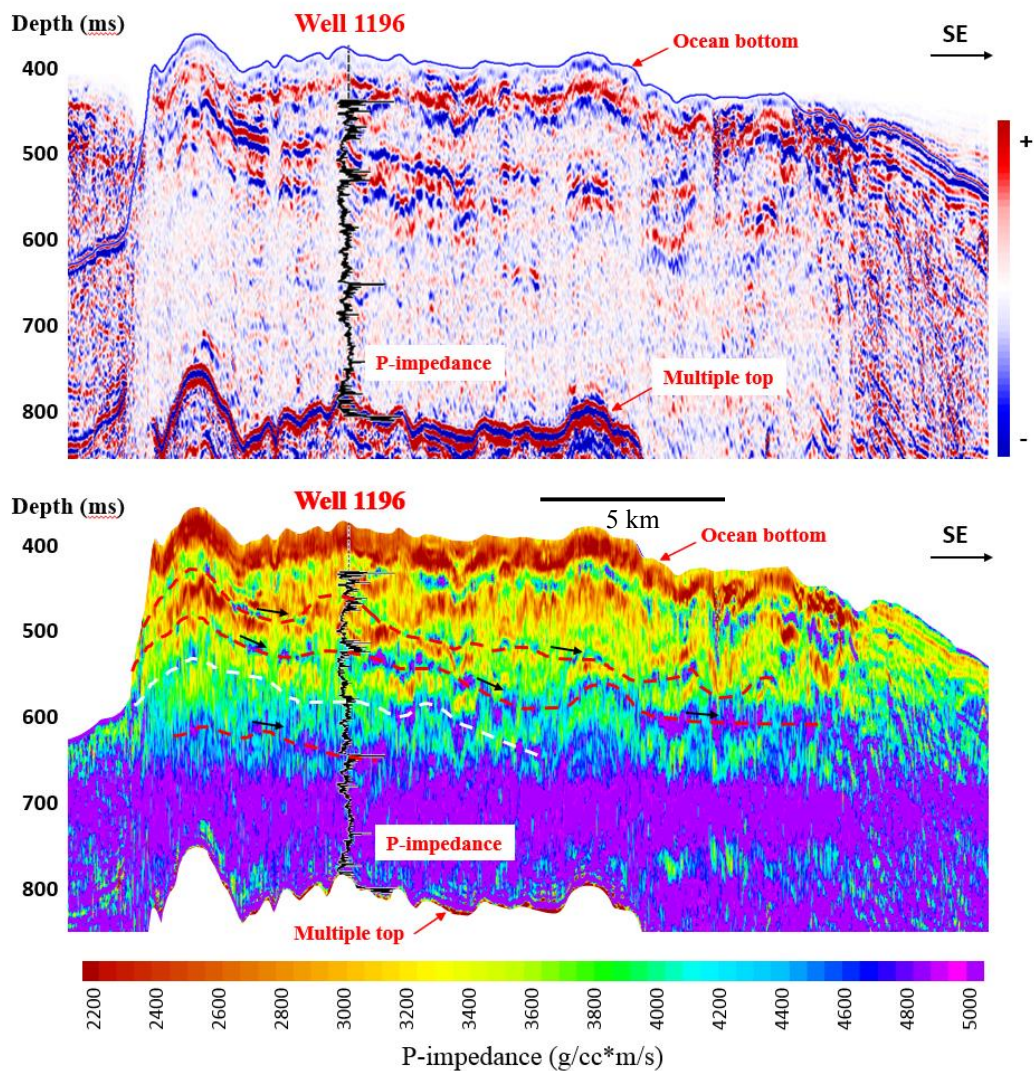 Depth (ms)
Well 1196
Ocean bottom
SE
400
500
600
700
800
+
-
P-impedance
Multiple top
Depth (ms)
Well 1196
5 km
Ocean bottom
SE
400
500
600
700
800
P-impedance
Multiple top
2200
2400
2600
2800
3000
3200
3400
3600
3800
4000
4200
4400
4600
4800
5000
P-impedance (g/cc*m/s)